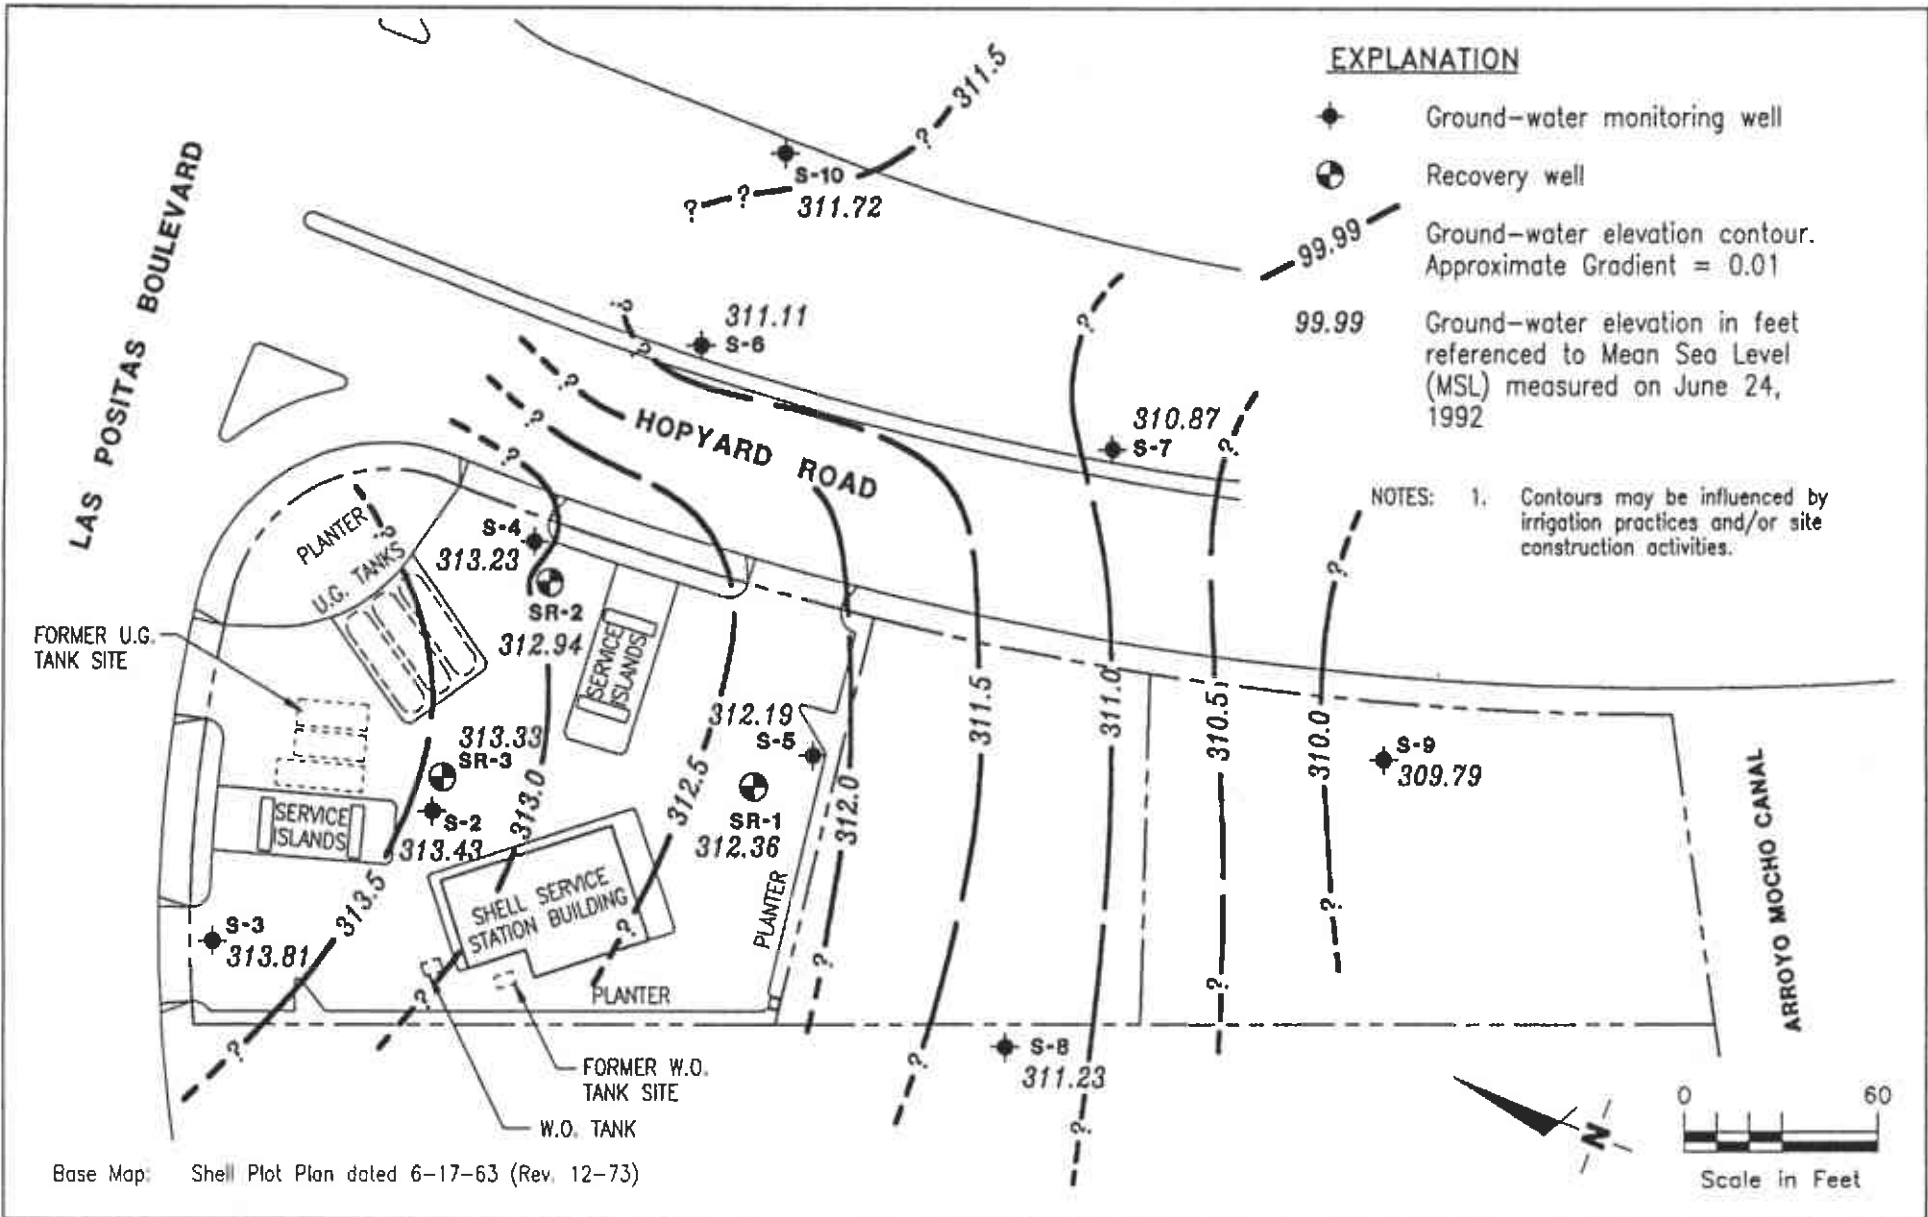 EXPLANATION
Ground-water monitoring well
Recovery well
99.99
Ground-water elevation contour.
Approximate Gradient = 0.01
99.99
Ground-water elevation in feet
referenced to Mean Sea Level
(MSL) measured on June 24,
1992
NOTES: 1. Contours may be influenced by
irrigation practices and/or site
construction activities.
LAS POSITAS BOULEVARD
HOPYARD ROAD
ARROYO MOCHO CANAL
311.5
?
S-10
? ?
311.72
?
311.11
S-6
?
?
?
?
?
310.87
S-7
?
PLANTER
?
U.G. TANKS
S-4
313.23
SR-2
312.94
SERVICE
ISLANDS
?
FORMER U.G.
TANK SITE
313.33
SR-3
312.19
S-5
311.5
311.0
310.5
310.0
S-9
309.79
SERVICE
ISLANDS
S-2
313.43
313.0
312.5
SR-1
312.36
312.0
313.5
SHELL SERVICE
STATION BUILDING
PLANTER
?
?
S-3
313.81
?
?
?
PLANTER
?
?
S-8
311.23
?
FORMER W.O.
TANK SITE
W.O. TANK
N
0 60
Scale in Feet
Base Map: Shell Plot Plan dated 6-17-63 (Rev. 12-73)